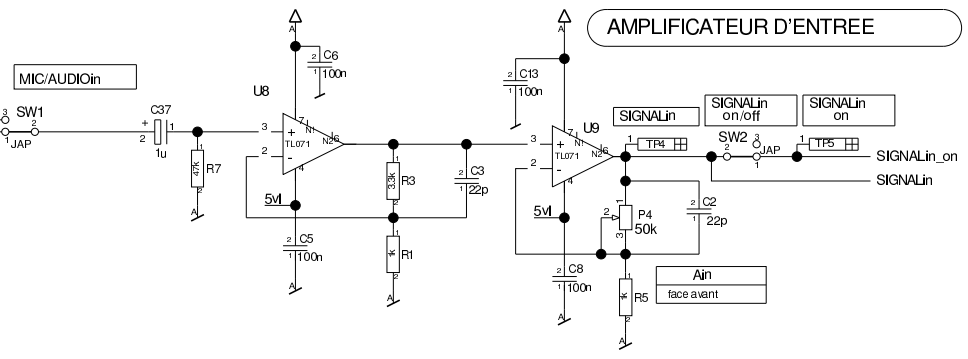 AMPLIFICATEUR D'ENTREE
MIC/AUDIOin
SW1
3
2
1
JAP
C37
+
2
1
1u
1
47K
2
R7
A
A
2
C6
1
100n
A
U8
3
+
7
N1
TL071
N2
6
2
-
4
5vl
2
C5
1
100n
A
1
3.3k
2
R3
1
1k
2
R1
A
2
C3
1
22p
A
2
C13
1
100n
A
U9
3
+
7
N1
TL071
N2
6
2
-
4
5vl
2
C8
1
100n
A
SIGNALin
1
TP4
SIGNALin
on/off
SW2
3
2
1
JAP
SIGNALin
on
1
TP5
SIGNALin_on
SIGNALin
1
2
3
P4
50k
2
C2
1
22p
1
1k
2
R5
A
Ain
face avant